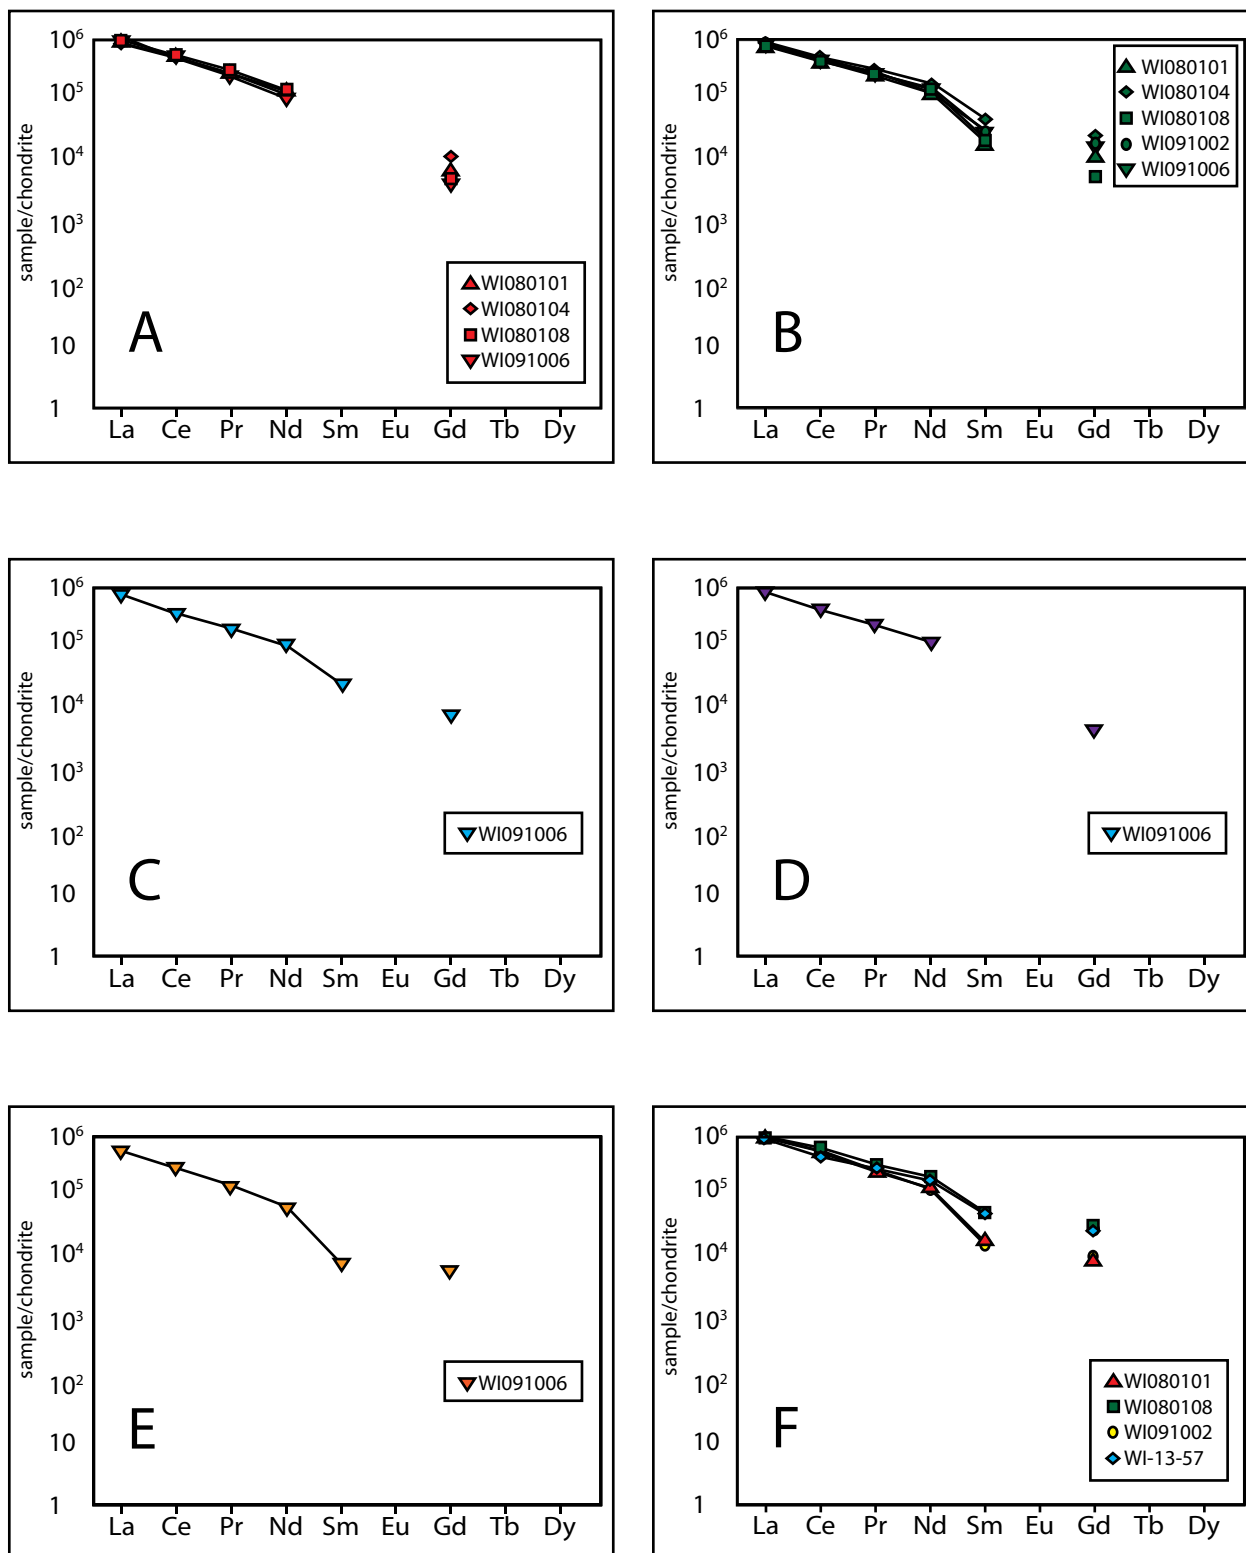 sample/chondrite
10⁶
10⁵
10⁴
10³
10²
10
1
A
WI080101
WI080104
WI080108
WI091006
La Ce Pr Nd Sm Eu Gd Tb Dy
sample/chondrite
10⁶
10⁵
10⁴
10³
10²
10
1
B
WI080101
WI080104
WI080108
WI091002
WI091006
La Ce Pr Nd Sm Eu Gd Tb Dy
sample/chondrite
10⁶
10⁵
10⁴
10³
10²
10
1
C
WI091006
La Ce Pr Nd Sm Eu Gd Tb Dy
sample/chondrite
10⁶
10⁵
10⁴
10³
10²
10
1
D
WI091006
La Ce Pr Nd Sm Eu Gd Tb Dy
sample/chondrite
10⁶
10⁵
10⁴
10³
10²
10
1
E
WI091006
La Ce Pr Nd Sm Eu Gd Tb Dy
sample/chondrite
10⁶
10⁵
10⁴
10³
10²
10
1
F
WI080101
WI080108
WI091002
WI-13-57
La Ce Pr Nd Sm Eu Gd Tb Dy